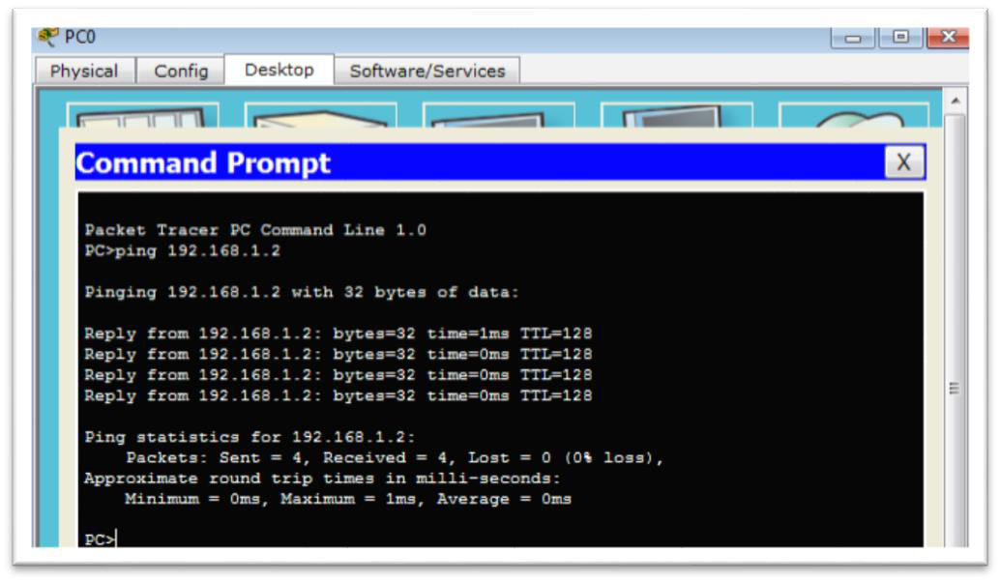 PC0
Physical Config Desktop Software/Services
Command Prompt X
Packet Tracer PC Command Line 1.0
PC>ping 192.168.1.2
Pinging 192.168.1.2 with 32 bytes of data:
Reply from 192.168.1.2: bytes=32 time=1ms TTL=128
Reply from 192.168.1.2: bytes=32 time=0ms TTL=128
Reply from 192.168.1.2: bytes=32 time=0ms TTL=128
Reply from 192.168.1.2: bytes=32 time=0ms TTL=128
Ping statistics for 192.168.1.2:
Packets: Sent = 4, Received = 4, Lost = 0 (0% loss),
Approximate round trip times in milli-seconds:
Minimum = 0ms, Maximum = 1ms, Average = 0ms
PC>